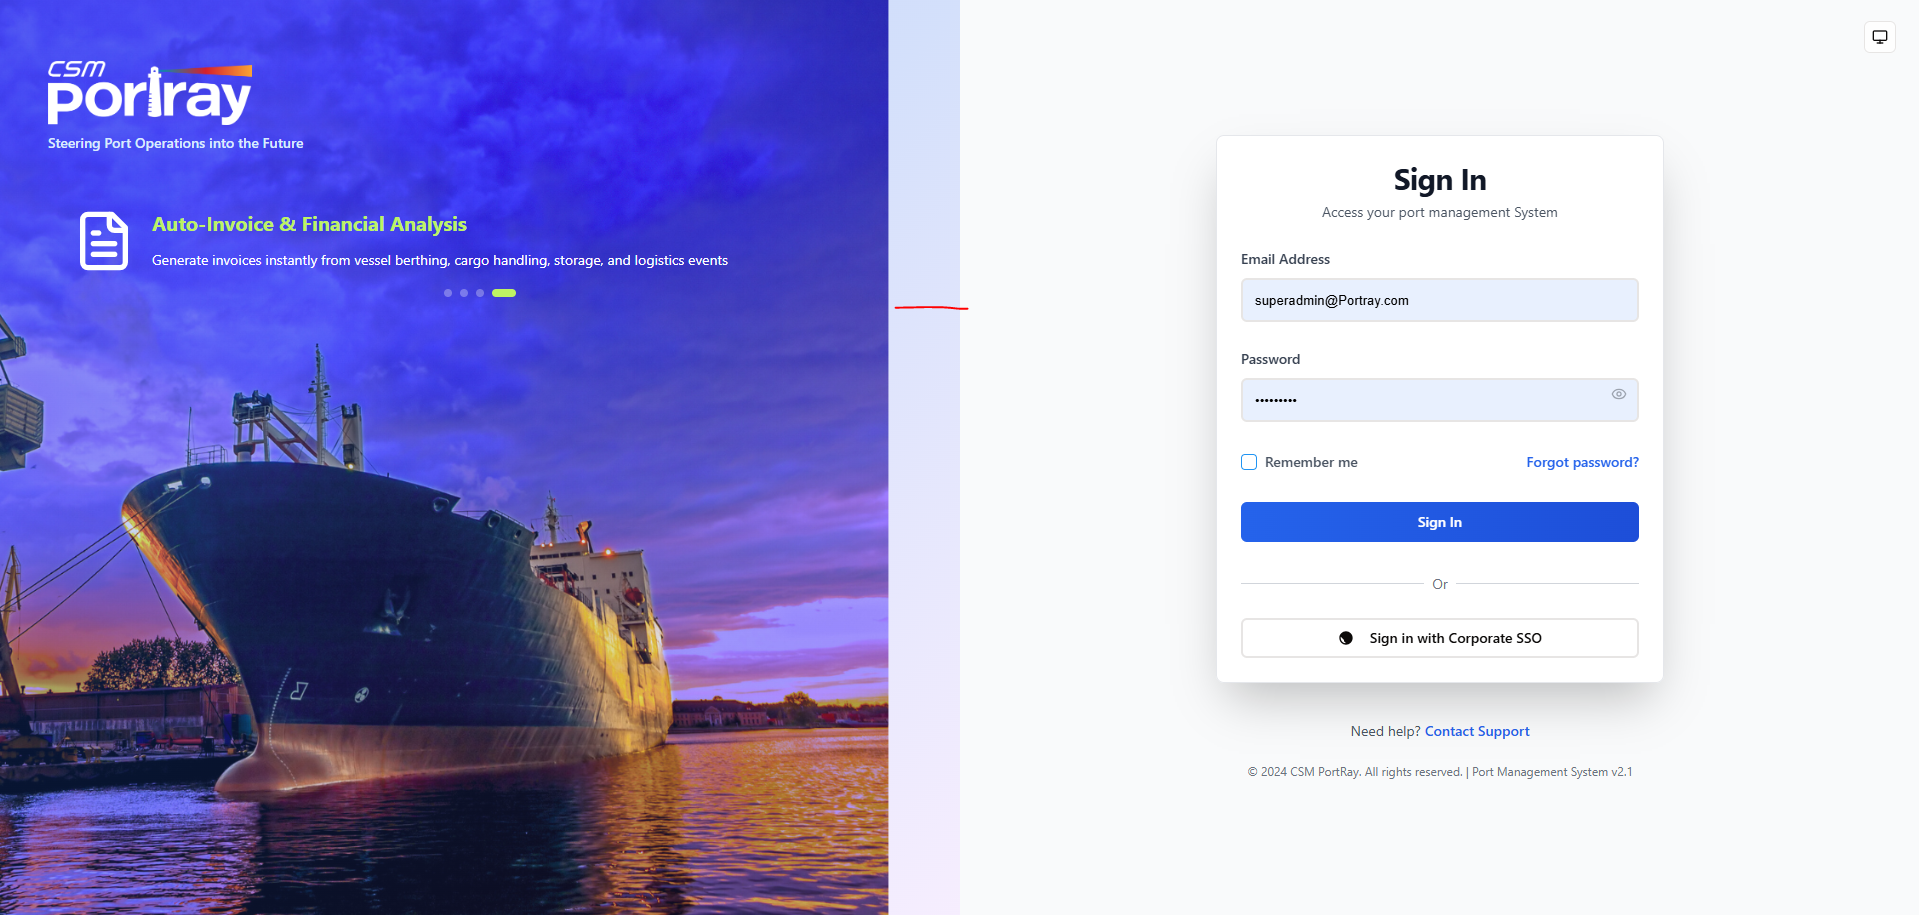 CSM
portray
Steering Port Operations into the Future
Auto-Invoice & Financial Analysis
Generate invoices instantly from vessel berthing, cargo handling, storage, and logistics events
Sign In
Access your port management System
Email Address
superadmin@Portray.com
Password
•••••••••
Remember me
Forgot password?
Sign In
Or
Sign in with Corporate SSO
Need help? Contact Support
© 2024 CSM PortRay. All rights reserved. | Port Management System v2.1